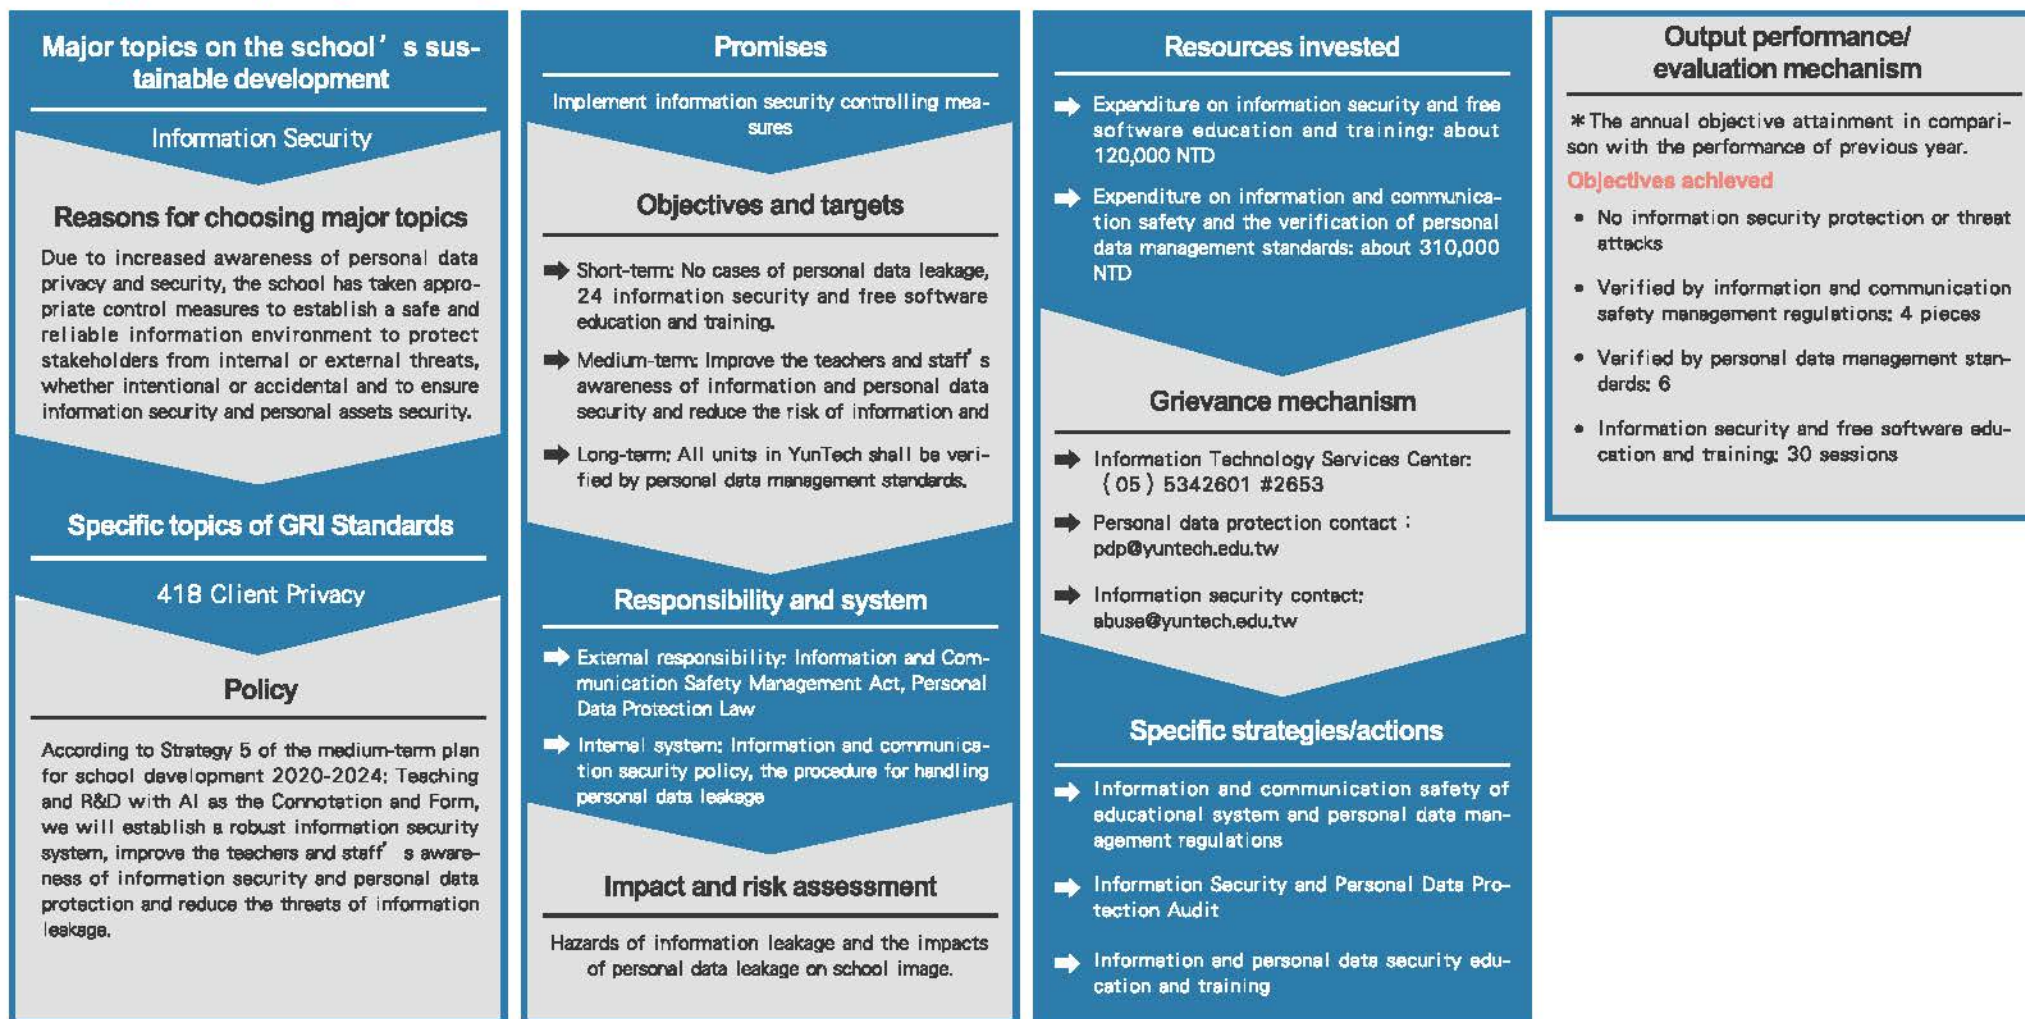 Major topics on the school's sus-
tainable development
Information Security
Reasons for choosing major topics
Due to increased awareness of personal data
privacy and security, the school has taken appro-
priate control measures to establish a safe and
reliable information environment to protect
stakeholders from internal or external threats,
whether intentional or accidental and to ensure
information security and personal assets security.
Specific topics of GRI Standards
418 Client Privacy
Policy
According to Strategy 5 of the medium-term plan
for school development 2020-2024: Teaching
and R&D with AI as the Connotation and Form,
we will establish a robust information security
system, improve the teachers and staff's aware-
ness of information security and personal data
protection and reduce the threats of information
leakage.
Promises
Implement information security controlling mea-
sures
Objectives and targets
➡ Short-term: No cases of personal data leakage,
24 information security and free software
education and training.
➡ Medium-term: Improve the teachers and staff's
awareness of information and personal data
security and reduce the risk of information and
➡ Long-term: All units in YunTech shall be veri-
fied by personal data management standards.
Responsibility and system
➡ External responsibility: Information and Com-
munication Safety Management Act, Personal
Data Protection Law
➡ Internal system: Information and communica-
tion security policy, the procedure for handling
personal data leakage
Impact and risk assessment
Hazards of information leakage and the impacts
of personal data leakage on school image.
Resources invested
➡ Expenditure on information security and free
software education and training: about
120,000 NTD
➡ Expenditure on information and communica-
tion safety and the verification of personal
data management standards: about 310,000
NTD
Grievance mechanism
➡ Information Technology Services Center:
(05) 5342601 #2653
➡ Personal data protection contact:
pdp@yuntech.edu.tw
➡ Information security contact:
abuse@yuntech.edu.tw
Specific strategies/actions
➡ Information and communication safety of
educational system and personal data man-
agement regulations
➡ Information Security and Personal Data Pro-
tection Audit
➡ Information and personal data security edu-
cation and training
Output performance/
evaluation mechanism
*The annual objective attainment in compari-
son with the performance of previous year.
Objectives achieved
• No information security protection or threat
attacks
• Verified by information and communication
safety management regulations: 4 pieces
• Verified by personal data management stan-
dards: 6
• Information security and free software edu-
cation and training: 30 sessions